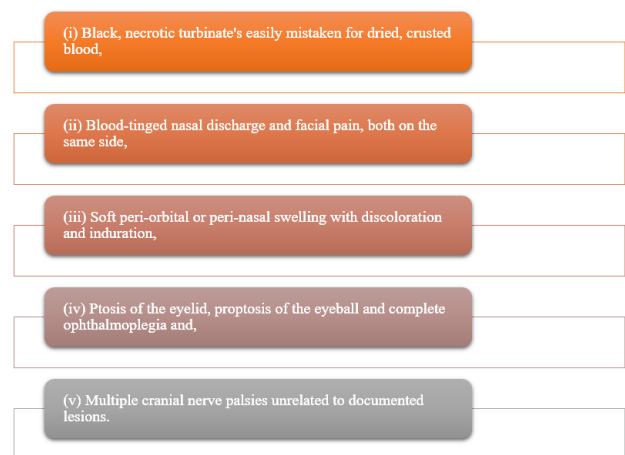 (i) Black, necrotic turbinate's easily mistaken for dried, crusted
blood,
(ii) Blood-tinged nasal discharge and facial pain, both on the
same side,
(iii) Soft peri-orbital or peri-nasal swelling with discoloration
and induration,
(iv) Ptosis of the eyelid, proptosis of the eyeball and complete
ophthalmoplegia and,
(v) Multiple cranial nerve palsies unrelated to documented
lesions.